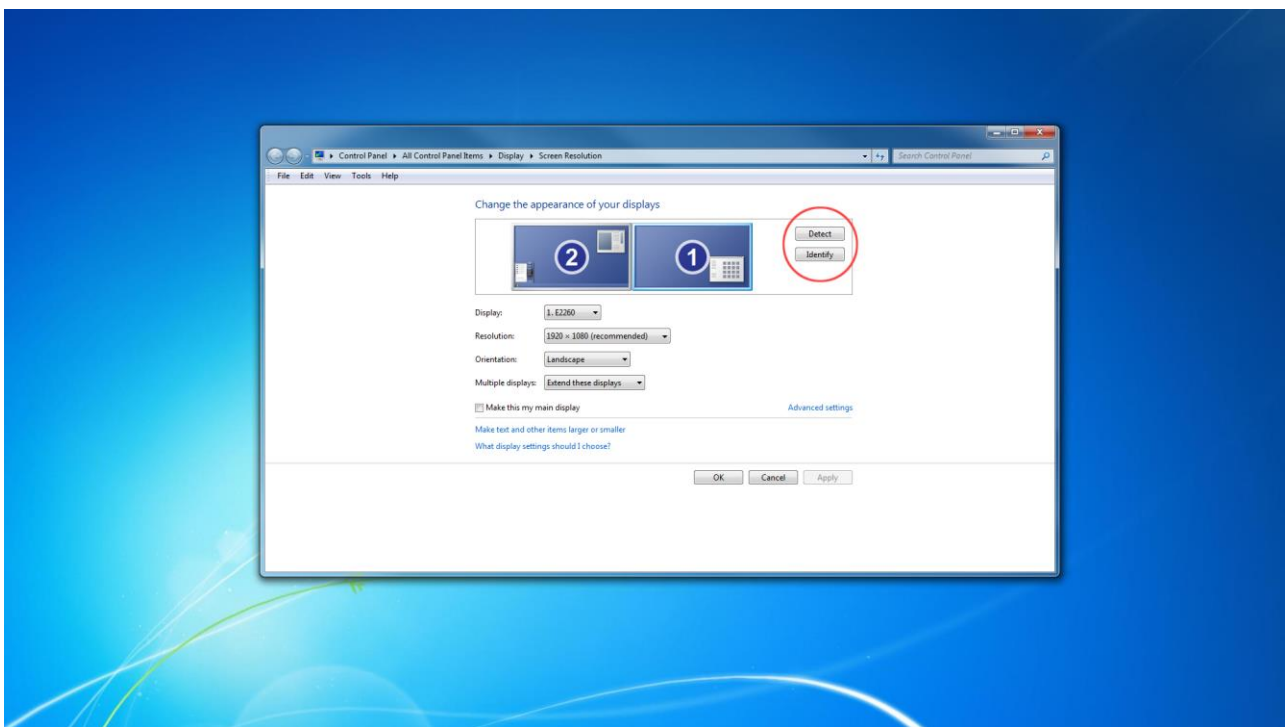 Control Panel ▸ All Control Panel Items ▸ Display ▸ Screen Resolution
Search Control Panel
File Edit View Tools Help
Change the appearance of your displays
2 1
Detect
Identify
Display: 1. E2260
Resolution: 1920 × 1080 (recommended)
Orientation: Landscape
Multiple displays: Extend these displays
Make this my main display
Advanced settings
Make text and other items larger or smaller
What display settings should I choose?
OK Cancel Apply